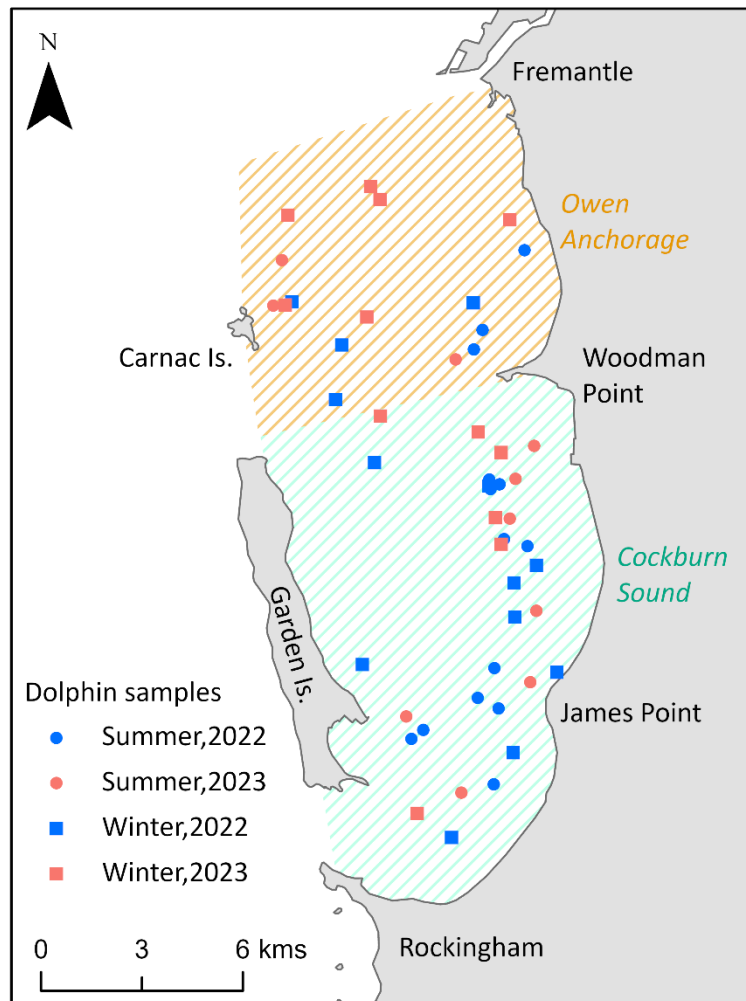 N
Fremantle
Owen
Anchorage
Carnac Is.
Woodman
Point
Cockburn
Sound
Garden Is.
Dolphin samples
Summer,2022
Summer,2023
Winter,2022
Winter,2023
James Point
0 3 6 kms
Rockingham